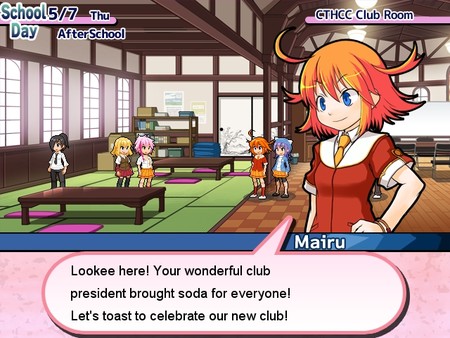 School Day 5/7 Thu
AfterSchool
CTHCC Club Room
Mairu
Lookee here! Your wonderful club
president brought soda for everyone!
Let's toast to celebrate our new club!